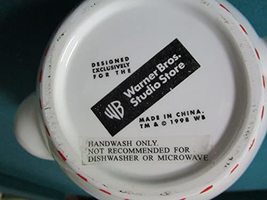 DESIGNED
EXCLUSIVELY
FOR THE
WB
Warner Bros.
Studio Store
MADE IN CHINA.
TM & © 1998 WB
HANDWASH ONLY.
NOT RECOMMENDED FOR
DISHWASHER OR MICROWAVE